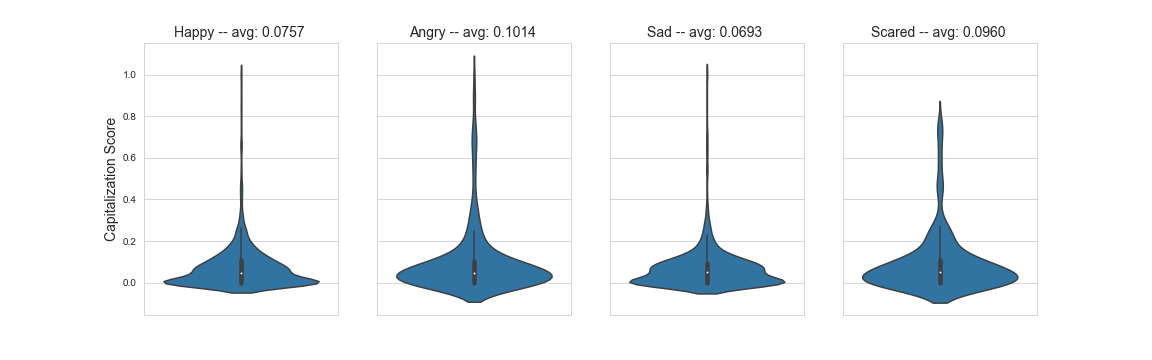 Happy -- avg: 0.0757
Angry -- avg: 0.1014
Sad -- avg: 0.0693
Scared -- avg: 0.0960
Capitalization Score
1.0
0.8
0.6
0.4
0.2
0.0